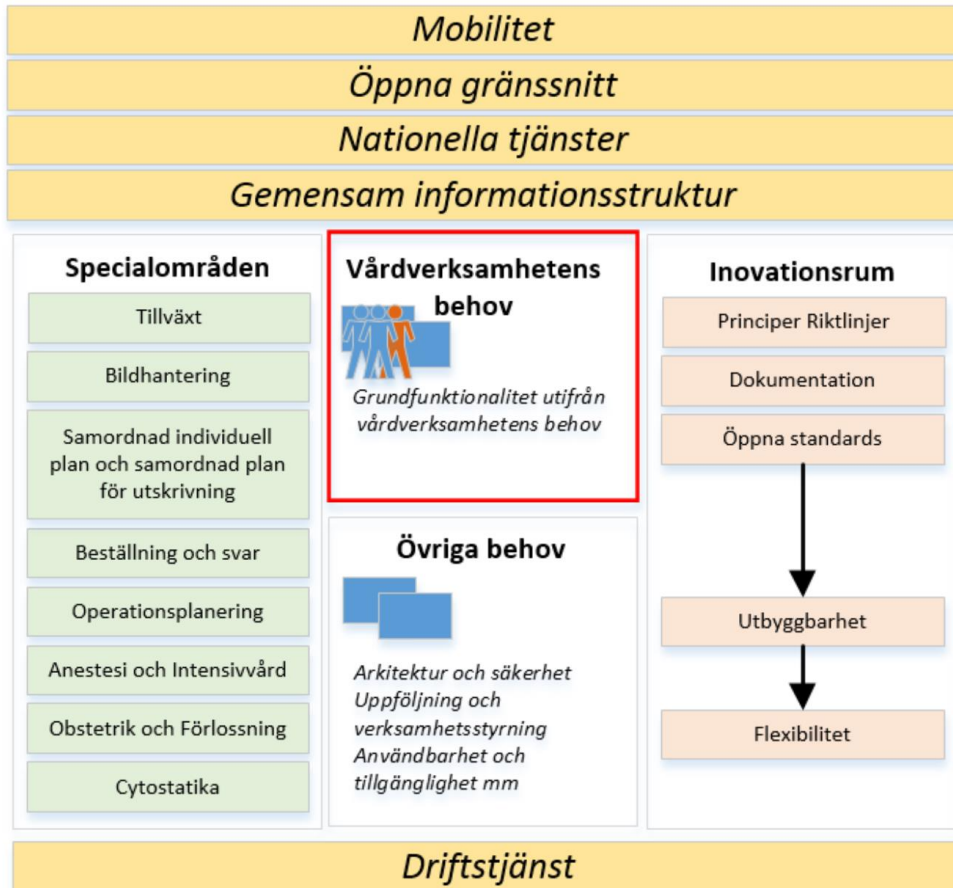 Mobilitet
Öppna gränssnitt
Nationella tjänster
Gemensam informationsstruktur
Specialområden
Tillväxt
Bildhantering
Samordnad individuell
plan och samordnad plan
för utskrivning
Beställning och svar
Operationsplanering
Anestesi och Intensivvård
Obstetrik och Förlossning
Cytostatika
Vårdverksamhetens
behov
Grundfunktionalitet utifrån
vårdverksamhetens behov
Övriga behov
Arkitektur och säkerhet
Uppföljning och
verksamhetsstyrning
Användbarhet och
tillgänglighet mm
Inovationsrum
Principer Riktlinjer
Dokumentation
Öppna standards
Utbyggbarhet
Flexibilitet
Driftstjänst